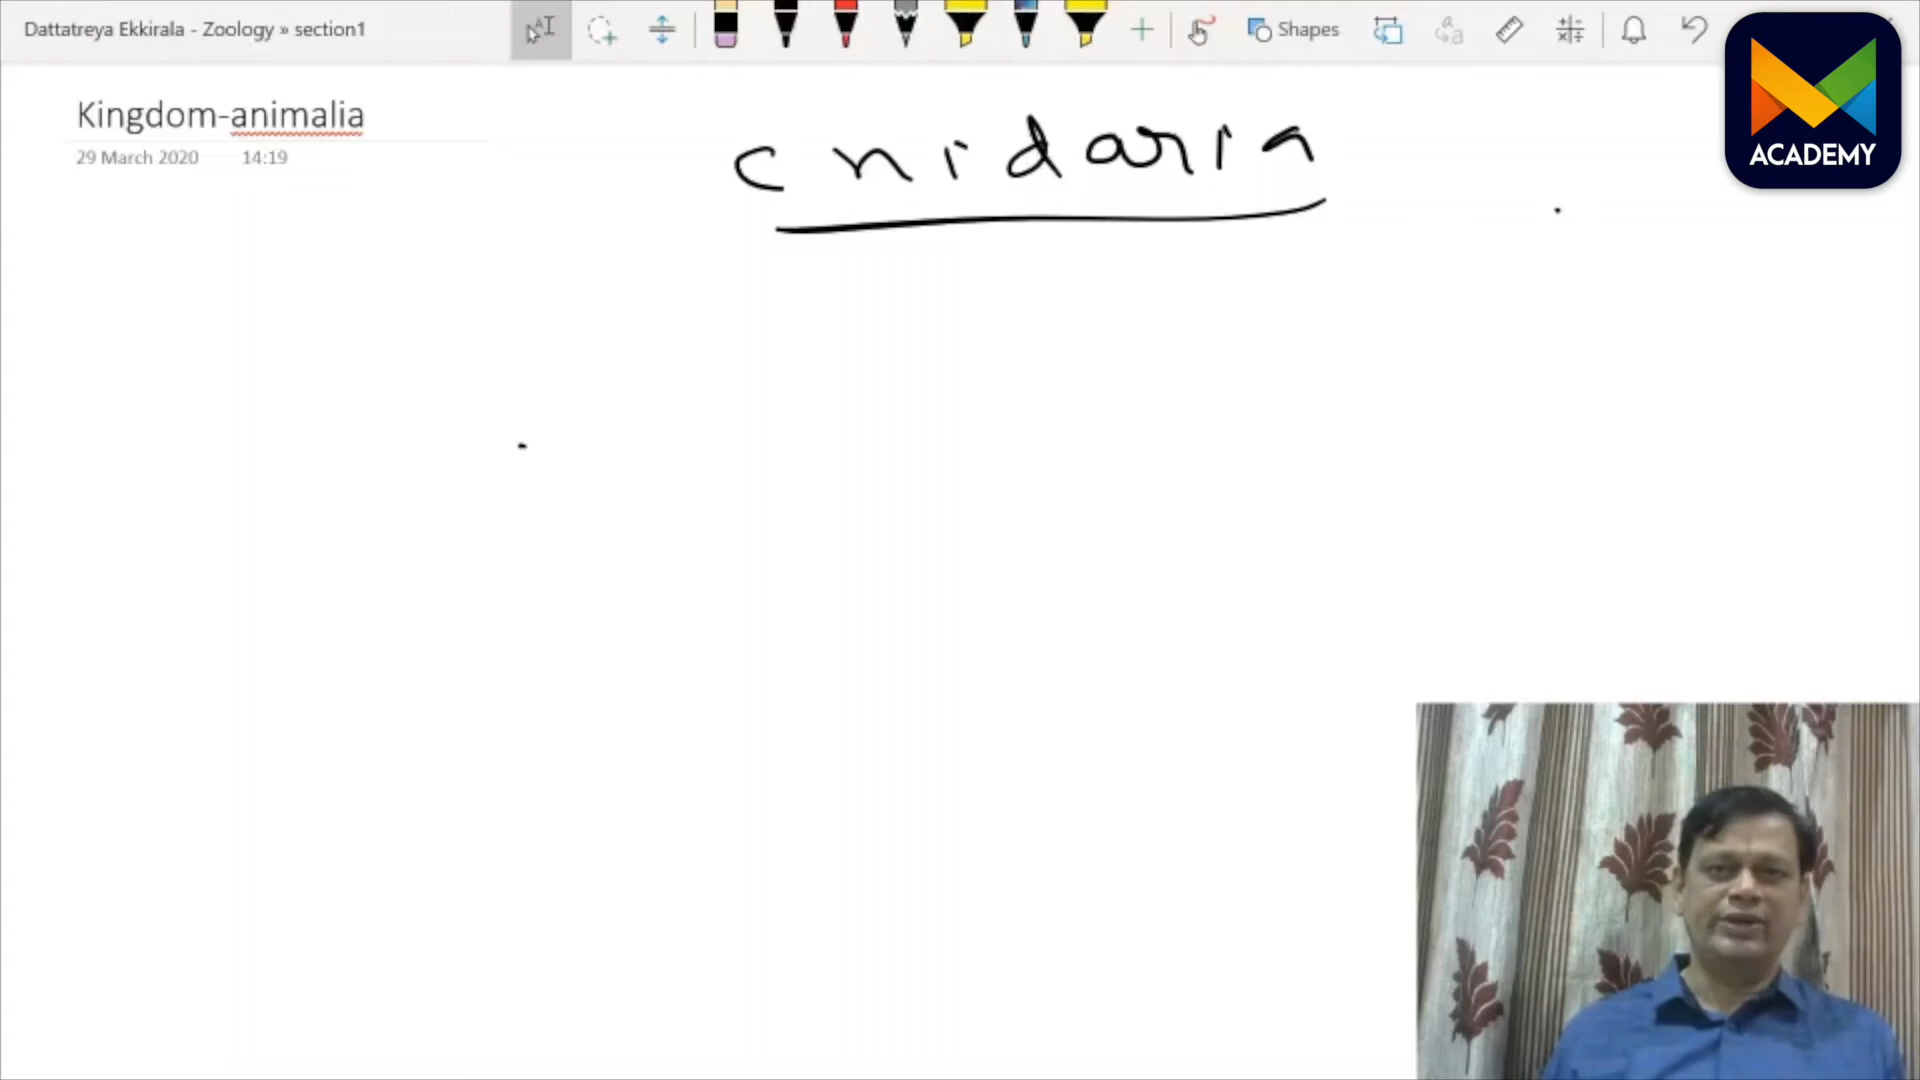 Dattatreya Ekkirala - Zoology » section1
Shapes
Kingdom-animalia
29 March 2020 14:19
cnidaria
ACADEMY